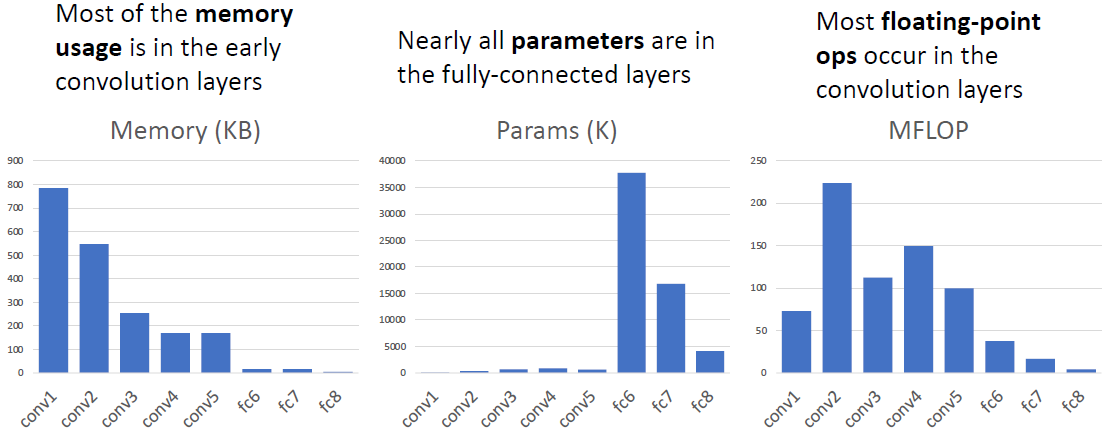 Most of the memory
usage is in the early
convolution layers
Nearly all parameters are in
the fully-connected layers
Most floating-point
ops occur in the
convolution layers
Memory (KB)
900
800
700
600
500
400
300
200
100
0
conv1
conv2
conv3
conv4
conv5
fc6
fc7
fc8
Params (K)
40000
35000
30000
25000
20000
15000
10000
5000
0
conv1
conv2
conv3
conv4
conv5
fc6
fc7
fc8
MFLOP
250
200
150
100
50
0
conv1
conv2
conv3
conv4
conv5
fc6
fc7
fc8